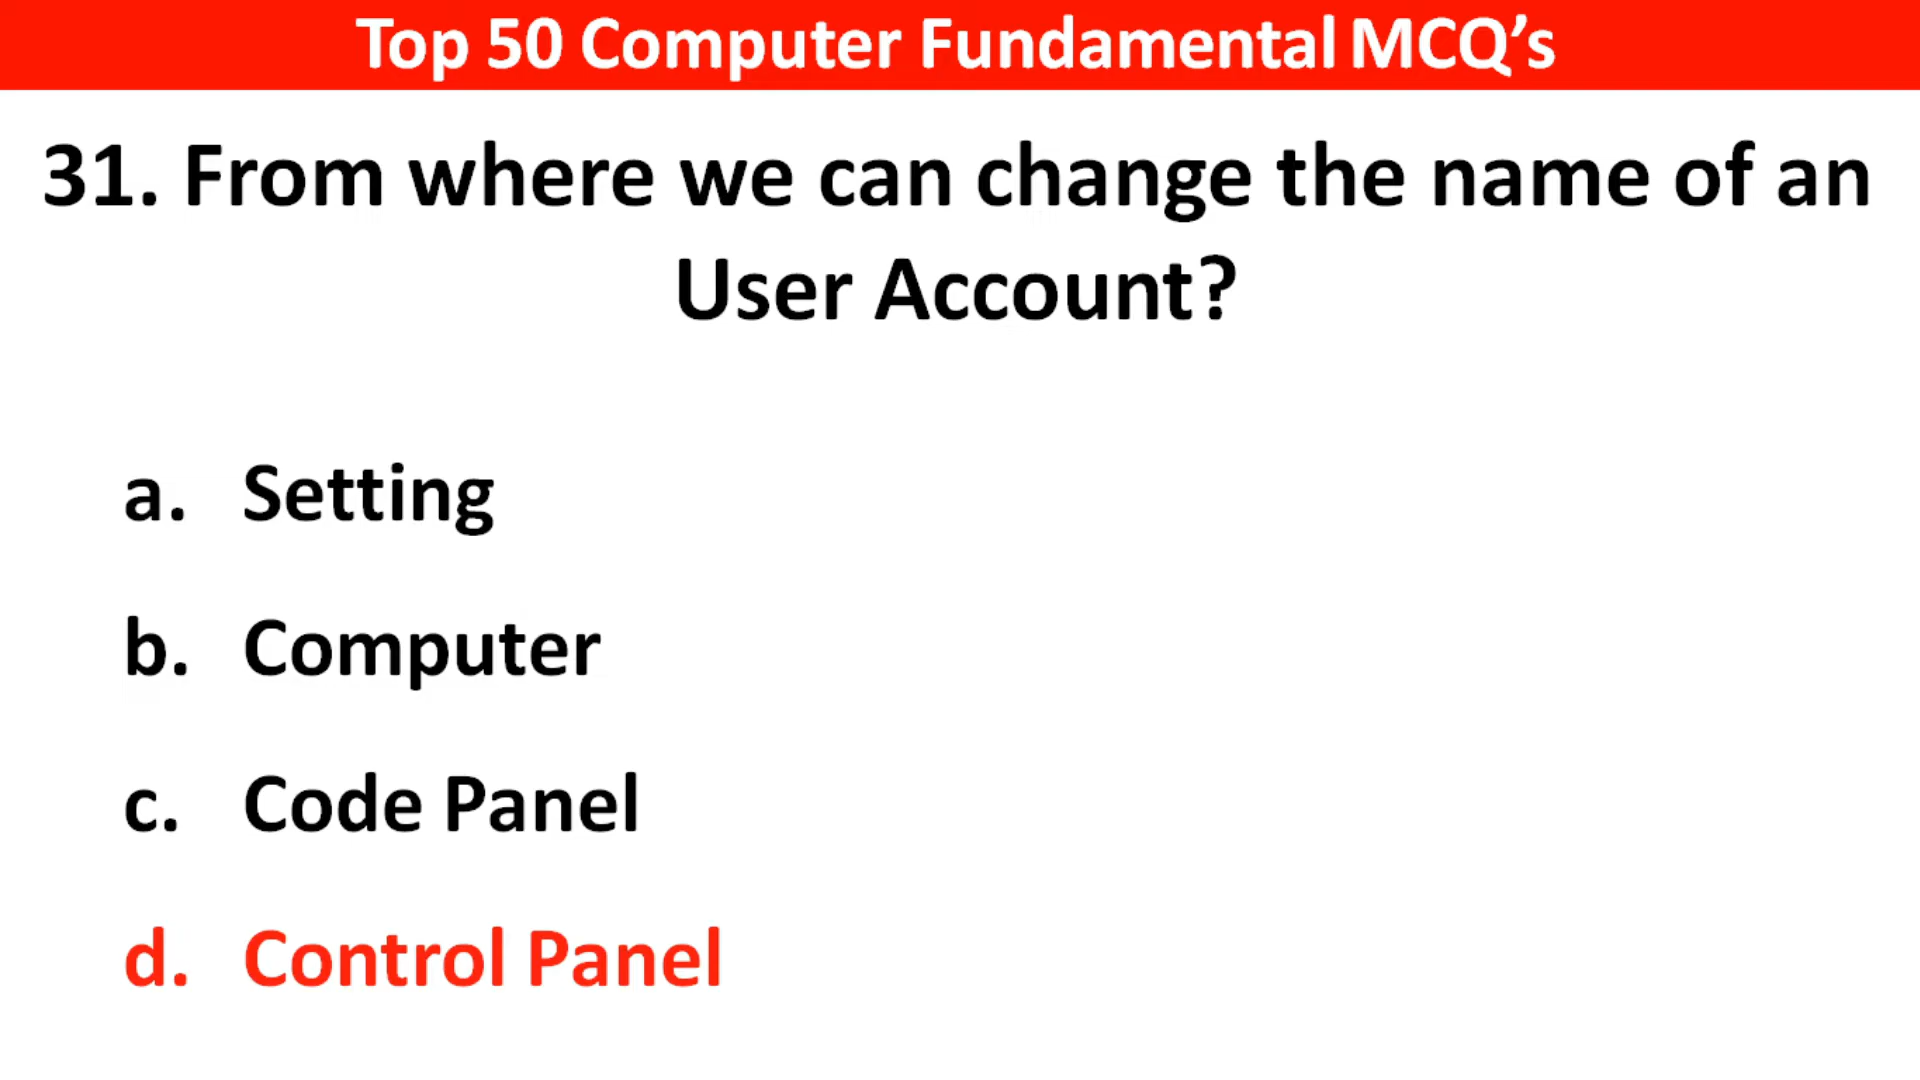 Top 50 Computer Fundamental MCQ’s
31. From where we can change the name of an
User Account?
a. Setting
b. Computer
c. Code Panel
d. Control Panel